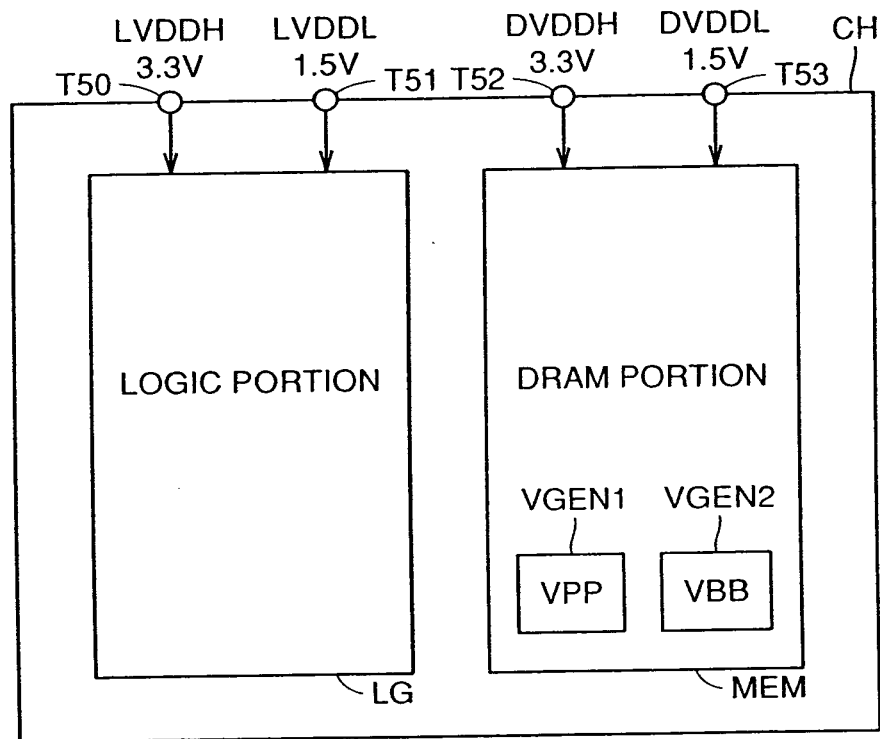 LVDDH LVDDL DVDDH DVDDL CH
3.3V 1.5V 3.3V 1.5V
T50 T51 T52 T53
LOGIC PORTION DRAM PORTION
VGEN1 VGEN2
VPP VBB
LG MEM